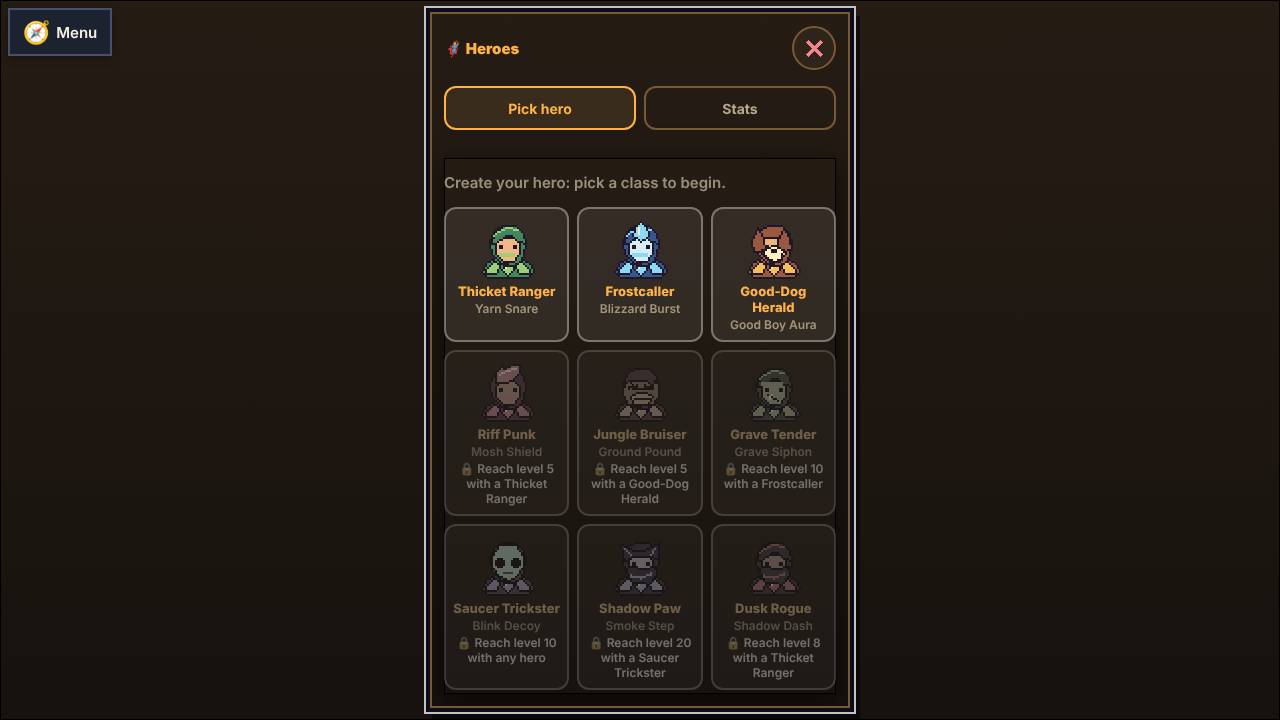 Menu
Heroes
Pick hero
Stats
Create your hero: pick a class to begin.
Thicket Ranger
Yarn Snare
Frostcaller
Blizzard Burst
Good-Dog
Herald
Good Boy Aura
Riff Punk
Mosh Shield
Reach level 5
with a Thicket
Ranger
Jungle Bruiser
Ground Pound
Reach level 5
with a Good-Dog
Herald
Grave Tender
Grave Siphon
Reach level 10
with a Frostcaller
Saucer Trickster
Blink Decoy
Reach level 10
with any hero
Shadow Paw
Smoke Step
Reach level 20
with a Saucer
Trickster
Dusk Rogue
Shadow Dash
Reach level 8
with a Thicket
Ranger